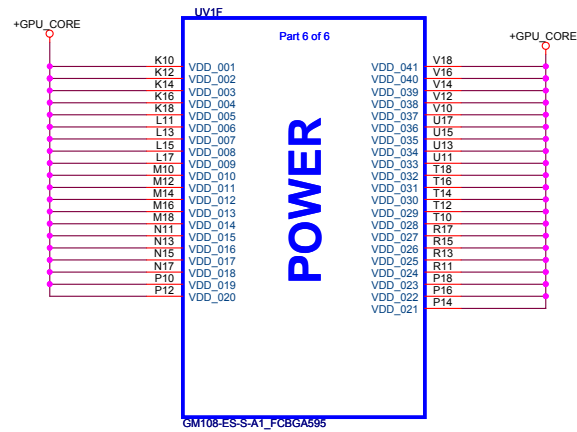 UV1F
+GPU_CORE
Part 6 of 6
+GPU_CORE
K10 VDD_001 VDD_041 V18
K12 VDD_002 VDD_040 V16
K14 VDD_003 VDD_039 V14
K16 VDD_004 VDD_038 V12
K18 VDD_005 VDD_037 V10
L11 VDD_006 VDD_036 U17
L13 VDD_007 VDD_035 U15
L15 VDD_008 VDD_034 U13
L17 VDD_009 VDD_033 U11
M10 VDD_010 VDD_032 T18
M12 VDD_011 VDD_031 T16
M14 VDD_012 VDD_030 T14
M16 VDD_013 VDD_029 T12
M18 VDD_014 VDD_028 T10
N11 VDD_015 VDD_027 R17
N13 VDD_016 VDD_026 R15
N15 VDD_017 VDD_025 R13
N17 VDD_018 VDD_024 R11
P10 VDD_019 VDD_023 P18
P12 VDD_020 VDD_022 P16
VDD_021 P14
POWER
GM108-ES-S-A1_FCBGA595